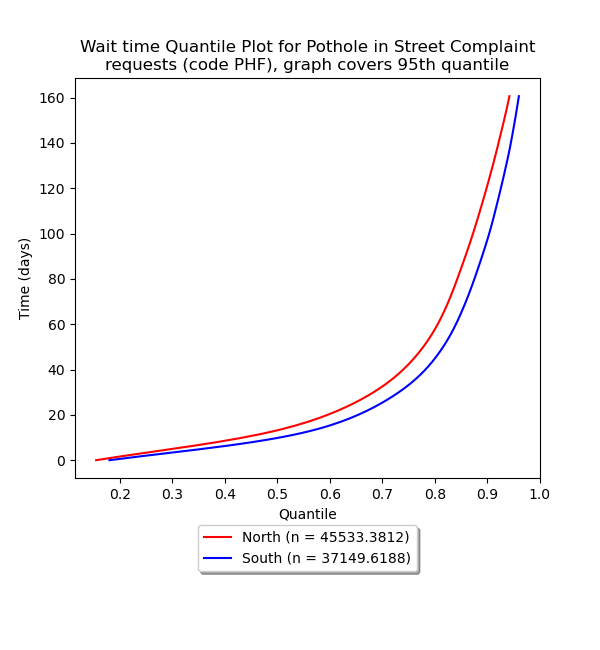 Wait time Quantile Plot for Pothole in Street Complaint
requests (code PHF), graph covers 95th quantile
160
140
120
100
80
60
40
20
0
Time (days)
0.2 0.3 0.4 0.5 0.6 0.7 0.8 0.9 1.0
Quantile
North (n = 45533.3812)
South (n = 37149.6188)